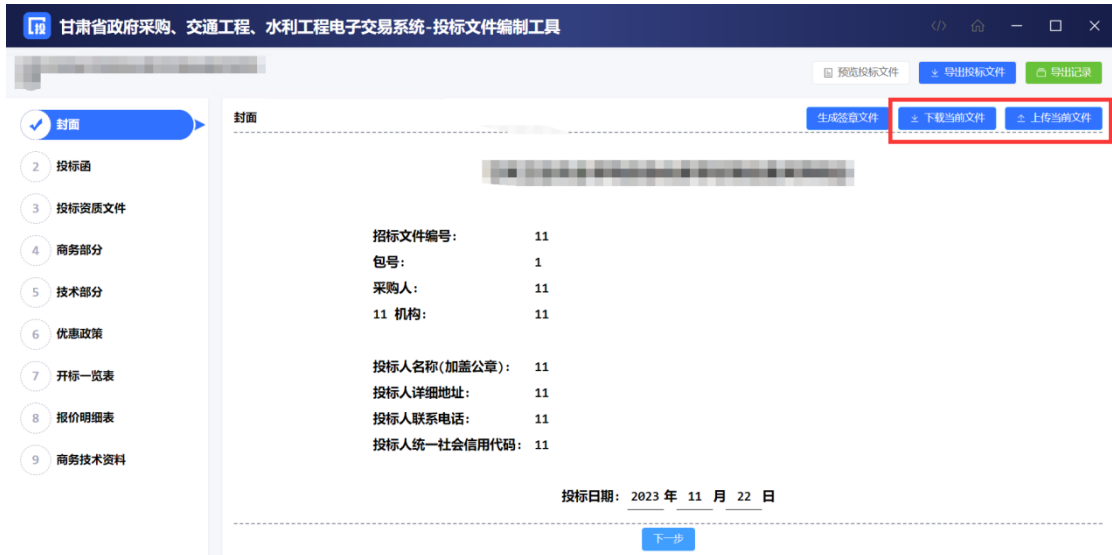 投 甘肃省政府采购、交通工程、水利工程电子交易系统-投标文件编制工具
预览投标文件 导出投标文件 导出记录
封面
2 投标函
3 投标资质文件
4 商务部分
5 技术部分
6 优惠政策
7 开标一览表
8 报价明细表
9 商务技术资料
封面 生成签章文件 下载当前文件 上传当前文件
招标文件编号: 11
包号: 1
采购人: 11
11 机构: 11
投标人名称(加盖公章): 11
投标人详细地址: 11
投标人联系电话: 11
投标人统一社会信用代码: 11
投标日期: 2023 年 11 月 22 日
下一步